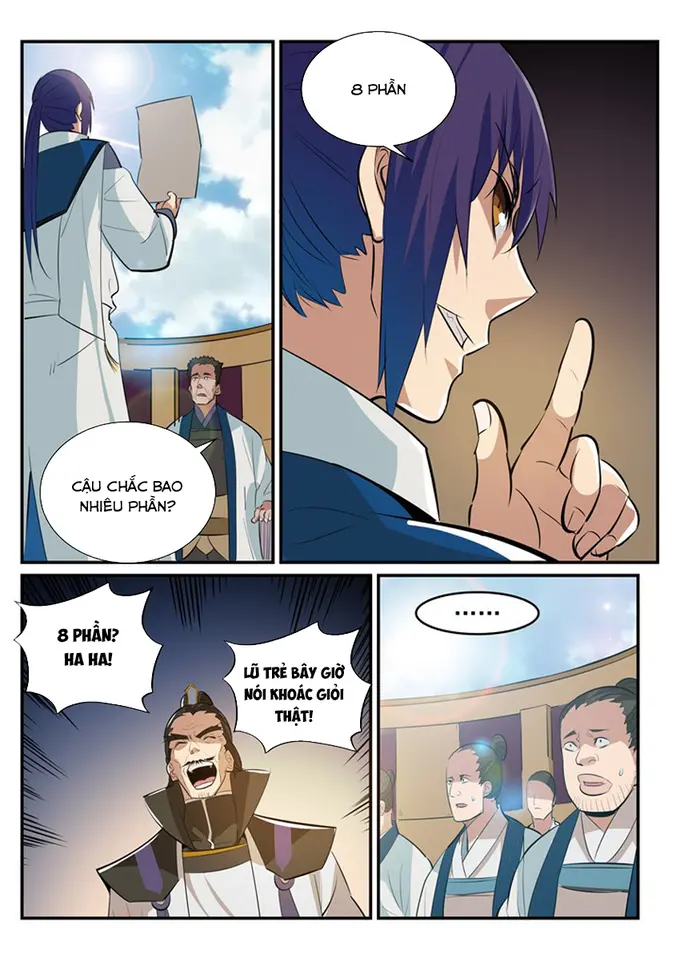 CẬU CHẮC BAO
NHIÊU PHẦN?
8 PHẦN
8 PHẦN?
HA HA!
LŨ TRẺ BÂY GIỜ
NÓI KHOÁC GIỎI
THẬT!
......